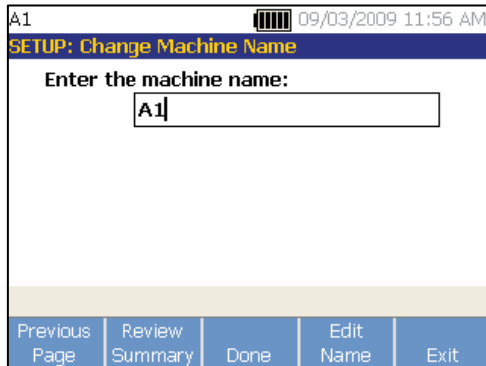 A1 09/03/2009 11:56 AM
SETUP: Change Machine Name
Enter the machine name:
A1
Previous Page Review Summary Done Edit Name Exit